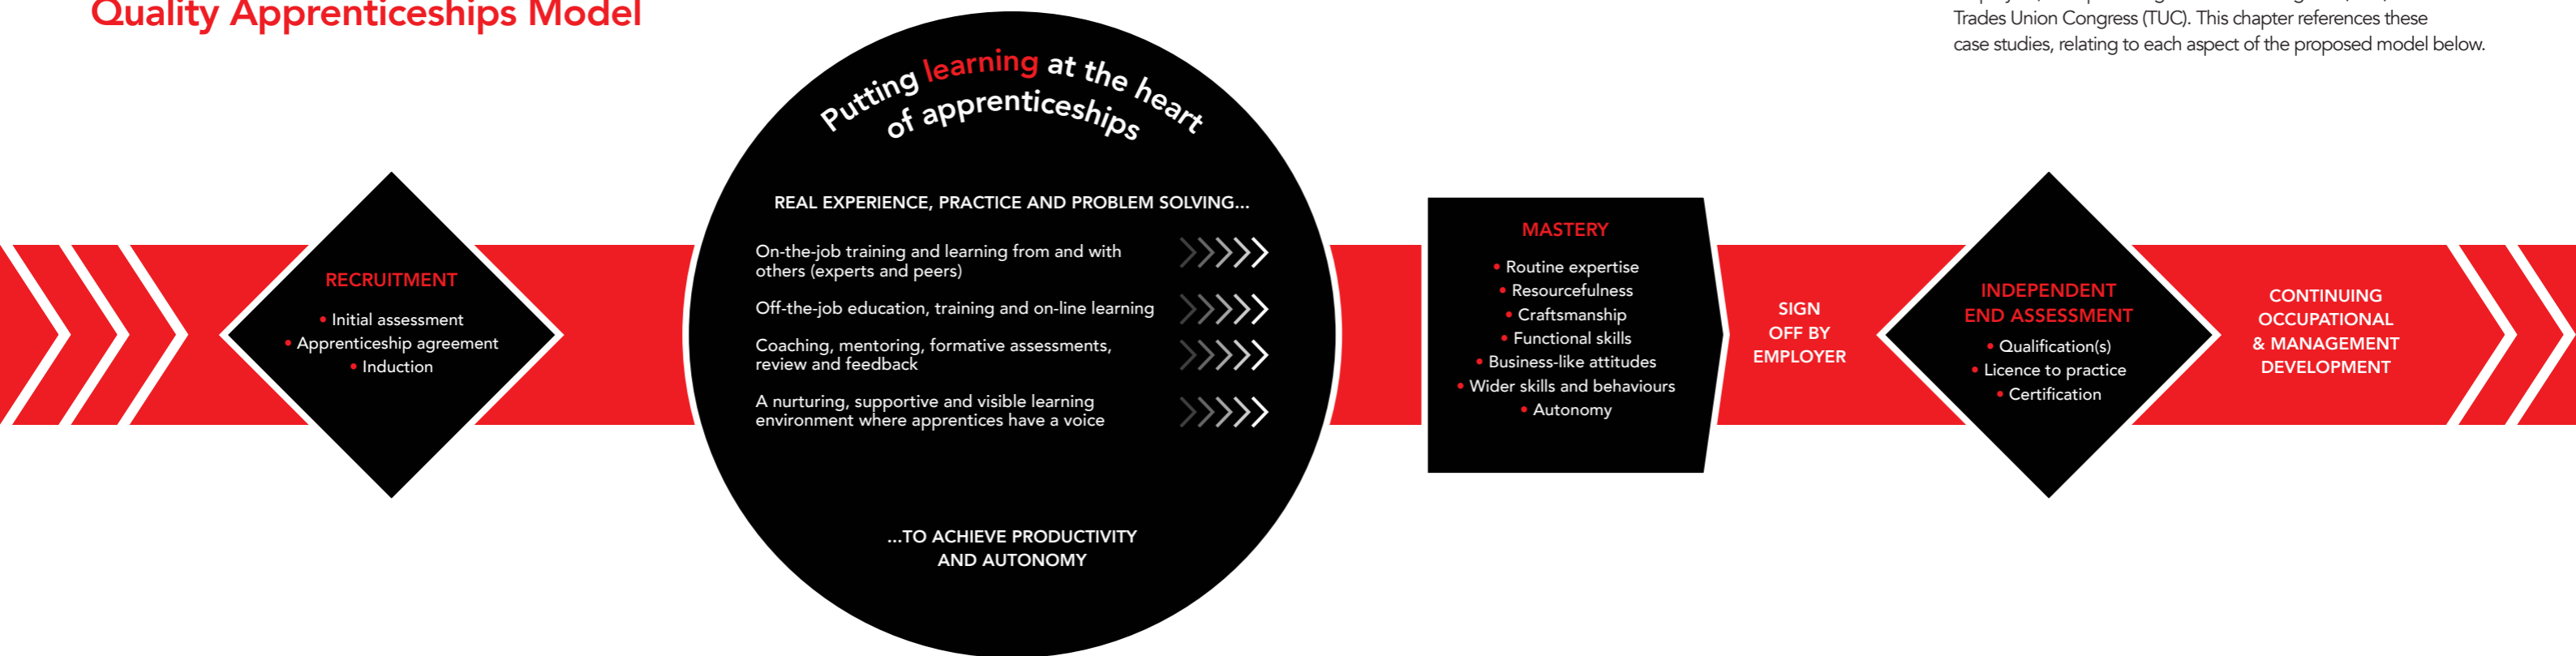 Quality Apprenticeships Model
Trades Union Congress (TUC). This chapter references these
case studies, relating to each aspect of the proposed model below.
RECRUITMENT
• Initial assessment
• Apprenticeship agreement
• Induction
Putting learning at the heart
of apprenticeships
REAL EXPERIENCE, PRACTICE AND PROBLEM SOLVING...
On-the-job training and learning from and with
others (experts and peers)
Off-the-job education, training and on-line learning
Coaching, mentoring, formative assessments,
review and feedback
A nurturing, supportive and visible learning
environment where apprentices have a voice
...TO ACHIEVE PRODUCTIVITY
AND AUTONOMY
MASTERY
• Routine expertise
• Resourcefulness
• Craftsmanship
• Functional skills
• Business-like attitudes
• Wider skills and behaviours
• Autonomy
SIGN
OFF BY
EMPLOYER
INDEPENDENT
END ASSESSMENT
• Qualification(s)
• Licence to practice
• Certification
CONTINUING
OCCUPATIONAL
& MANAGEMENT
DEVELOPMENT